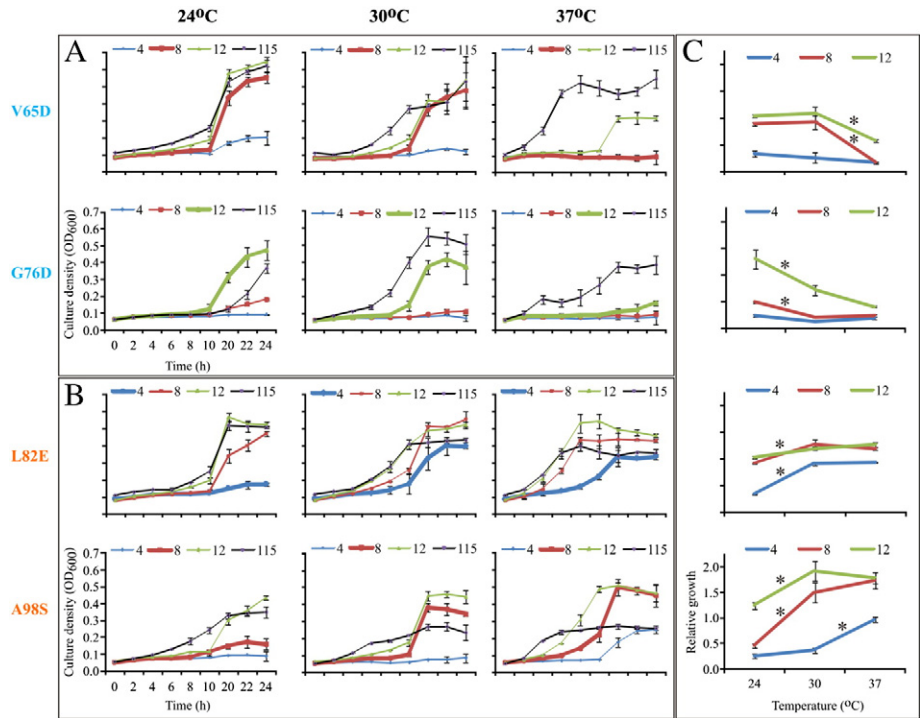 24⁰C 30⁰C 37⁰C
A
C
4 8 12 115
4 8 12 115
4 8 12 115
4 8 12
V65D
*
*
4 8 12 115
4 8 12 115
4 8 12 115
4 8 12
G76D
Culture density (OD600)
0.7
0.6
0.5
0.4
0.3
0.2
0.1
0.0
0 2 4 6 8 10 20 22 24
Time (h)
*
*
B
4 8 12 115
4 8 12 115
4 8 12 115
4 8 12
L82E
*
*
4 8 12 115
4 8 12 115
4 8 12 115
4 8 12
A98S
Culture density (OD600)
0.7
0.6
0.5
0.4
0.3
0.2
0.1
0.0
0 2 4 6 8 10 20 22 24
Time (h)
Relative growth
2.0
1.5
1.0
0.5
0.0
*
*
*
24 30 37
Temperature (⁰C)